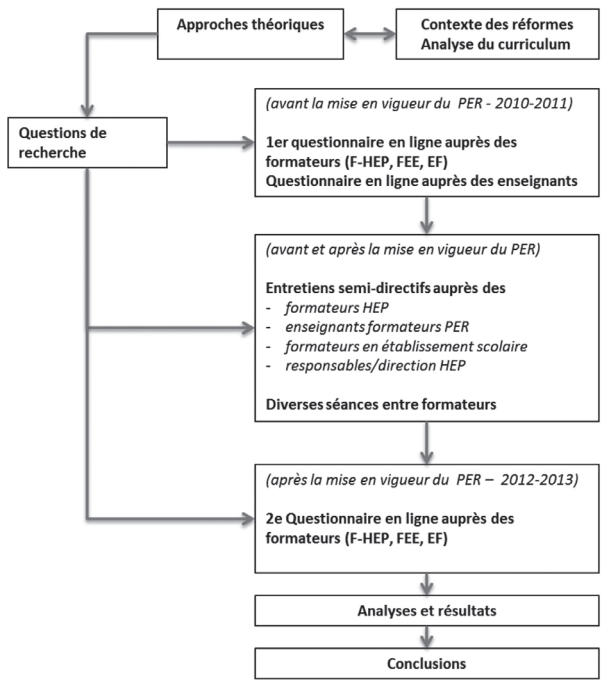 Approches théoriques
Contexte des réformes
Analyse du curriculum
Questions de
recherche
(avant la mise en vigueur du PER - 2010-2011)
1er questionnaire en ligne auprès des
formateurs (F-HEP, FEE, EF)
Questionnaire en ligne auprès des enseignants
(avant et après la mise en vigueur du PER)
Entretiens semi-directifs auprès des
- formateurs HEP
- enseignants formateurs PER
- formateurs en établissement scolaire
- responsables/direction HEP
Diverses séances entre formateurs
(après la mise en vigueur du PER – 2012-2013)
2e Questionnaire en ligne auprès des
formateurs (F-HEP, FEE, EF)
Analyses et résultats
Conclusions